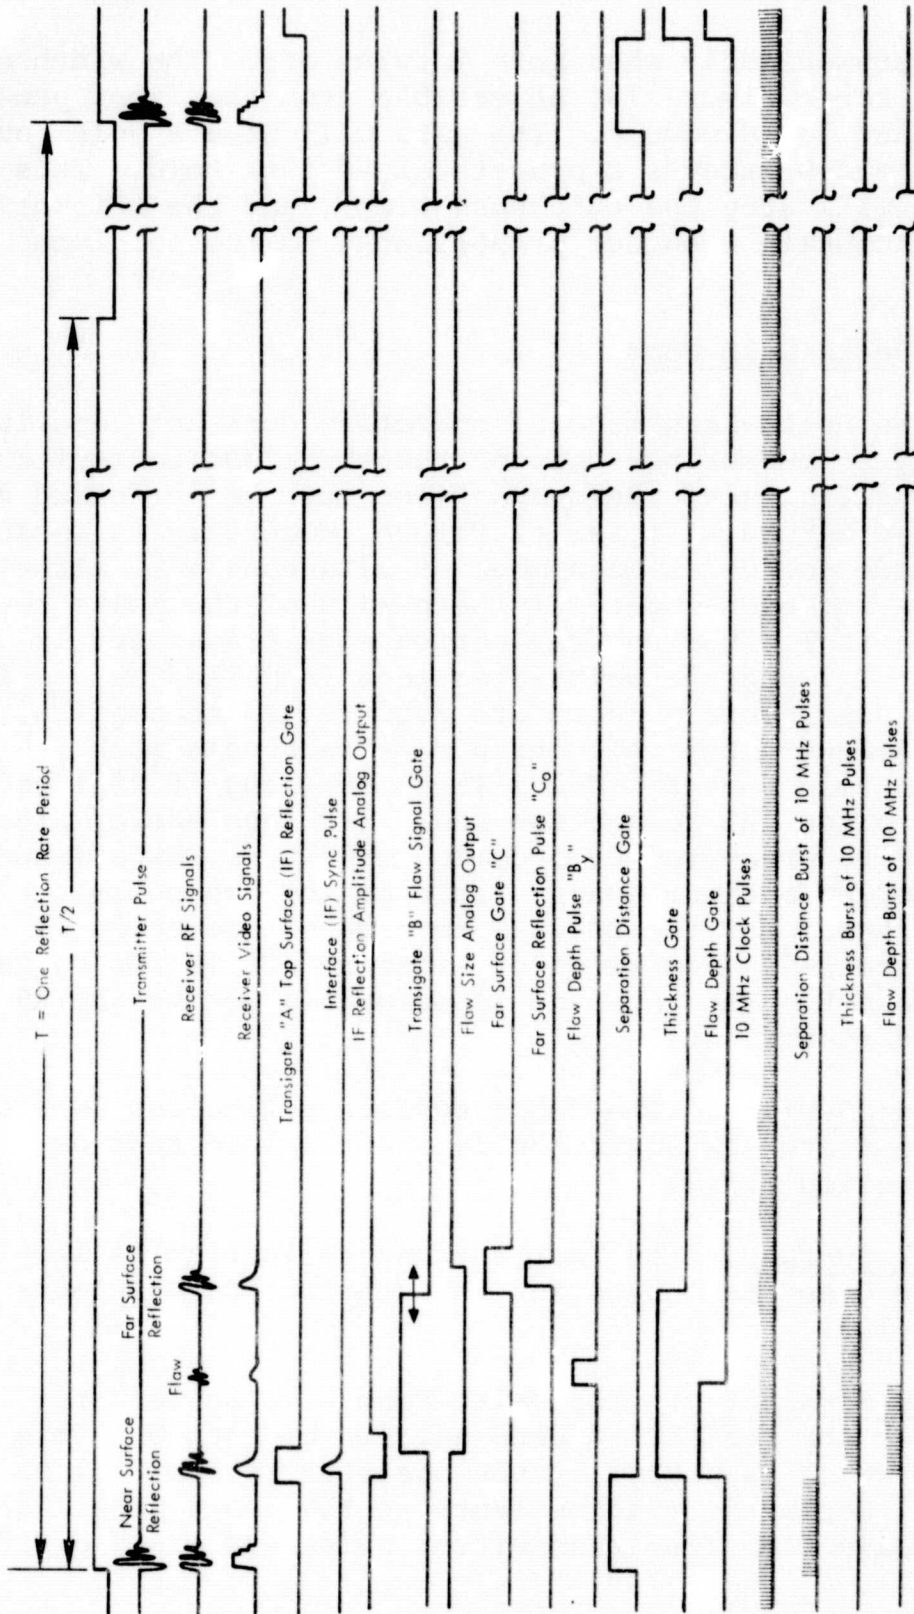 T = One Reflection Rate Period
T/2
Transmitter Pulse
Near Surface
Reflection
Flaw
Far Surface
Reflection
Receiver RF Signals
Receiver Video Signals
Transigate "A" Top Surface (IF) Reflection Gate
Interface (IF) Sync Pulse
IF Reflection Amplitude Analog Output
Transigate "B" Flaw Signal Gate
Flaw Size Analog Output
Far Surface Gate "C"
Far Surface Reflection Pulse "Co"
Flaw Depth Pulse "By"
Separation Distance Gate
Thickness Gate
Flaw Depth Gate
10 MHz Clock Pulses
Separation Distance Burst of 10 MHz Pulses
Thickness Burst of 10 MHz Pulses
Flaw Depth Burst of 10 MHz Pulses